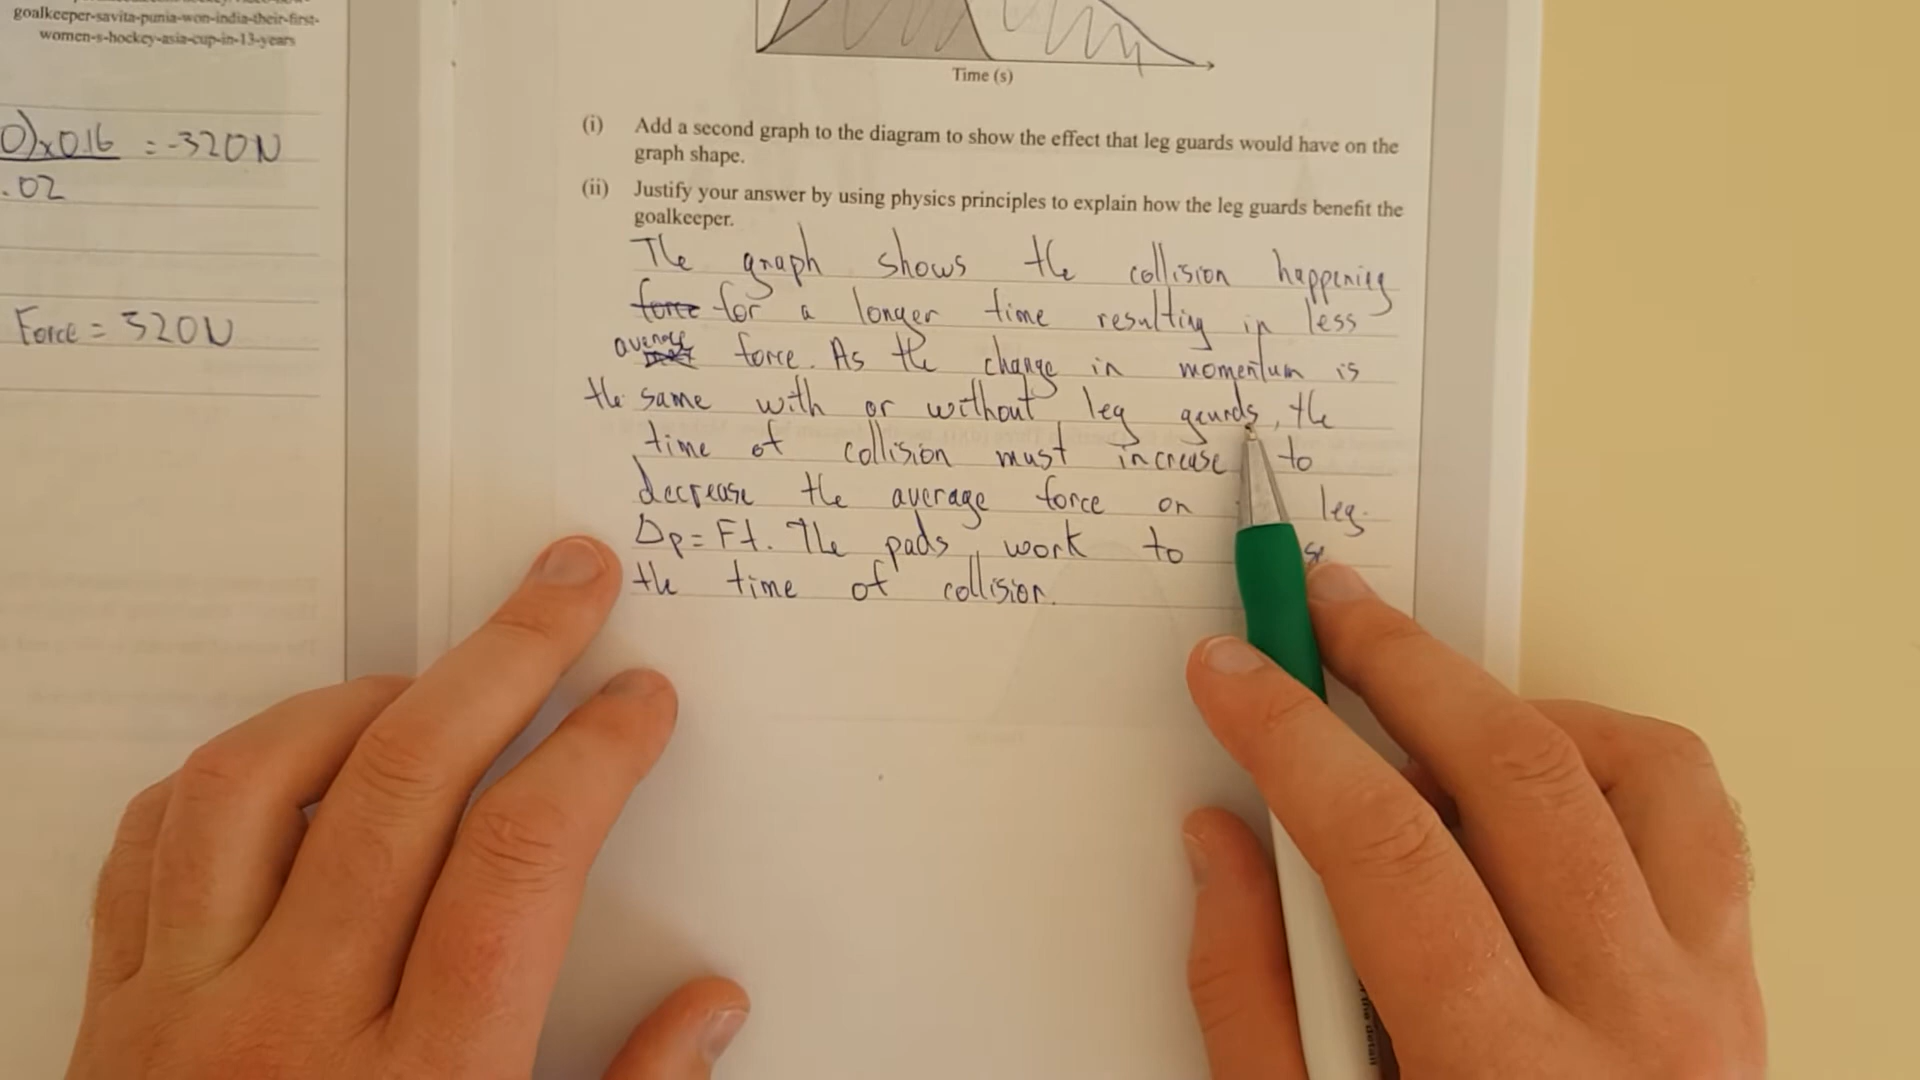 goalkeeper-savita-punia-won-india-their-first-
women-s-hockey-asia-cup-in-13-years
0)x0.16 = -320N
.02
Force = 320N
Time (s)
(i) Add a second graph to the diagram to show the effect that leg guards would have on the
graph shape.
(ii) Justify your answer by using physics principles to explain how the leg guards benefit the
goalkeeper.
The graph shows the collision happening
force for a longer time resulting in less
average force. As the change in momentum is
the same with or without leg gaurds, the
time of collision must increase to
decrease the average force on leg.
Δp = Ft. The pads work to
the time of collision.